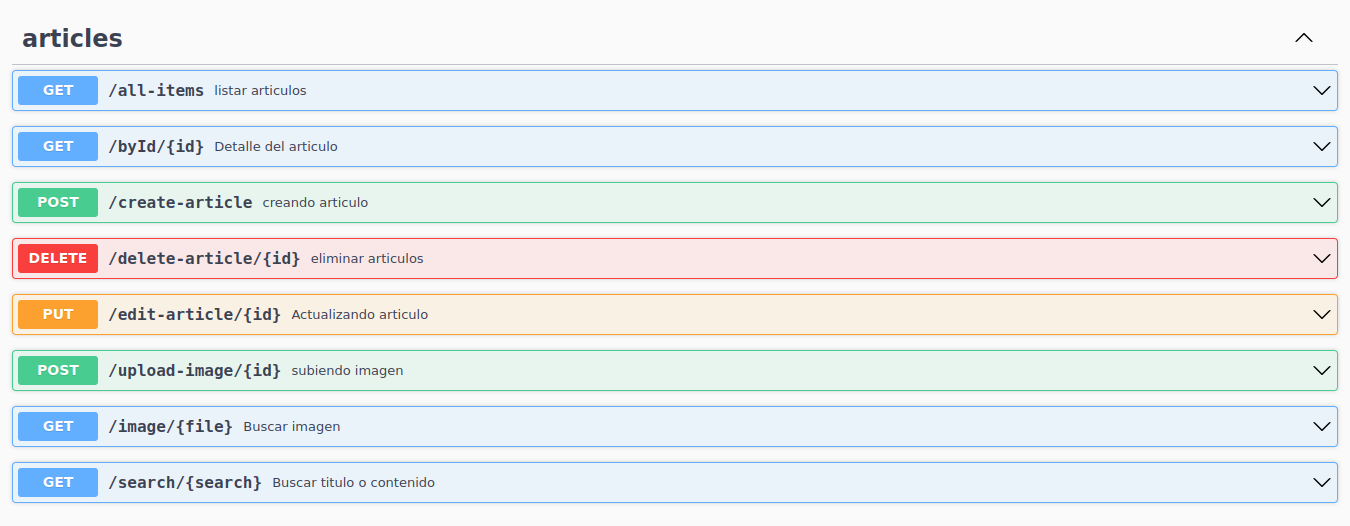 articles
GET /all-items listar articulos
GET /byId/{id} Detalle del articulo
POST /create-article creando articulo
DELETE /delete-article/{id} eliminar articulos
PUT /edit-article/{id} Actualizando articulo
POST /upload-image/{id} subiendo imagen
GET /image/{file} Buscar imagen
GET /search/{search} Buscar titulo o contenido